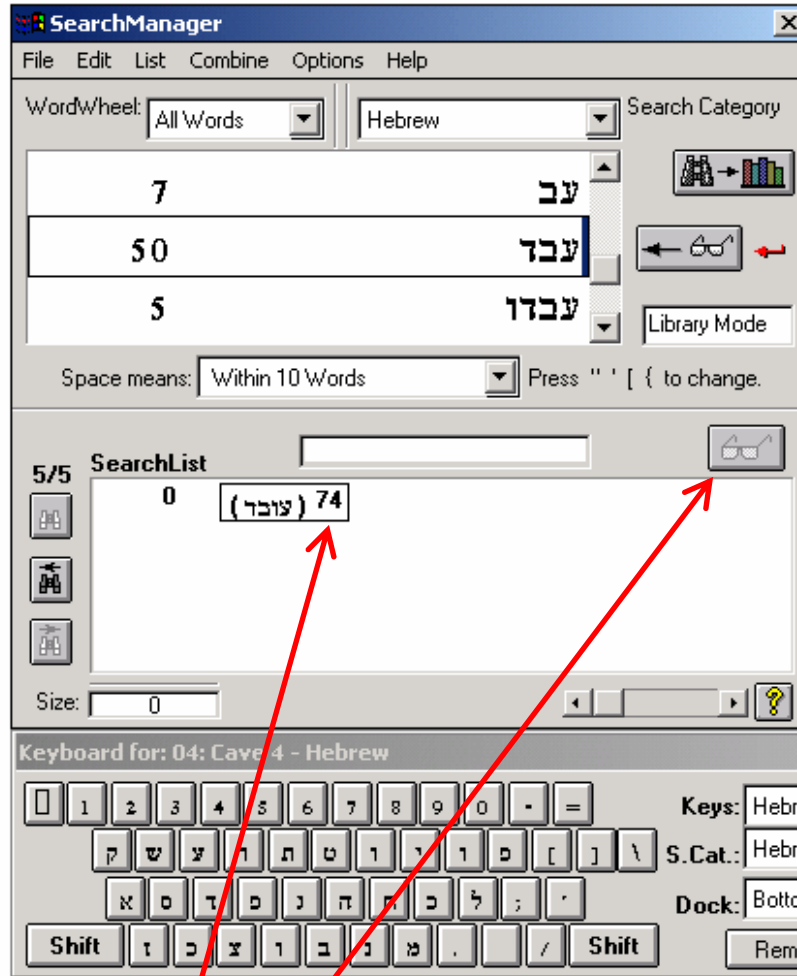 SearchManager
File Edit List Combine Options Help
WordWheel: All Words Hebrew Search Category
7 עב
50 עבד
5 עבדו
Library Mode
Space means: Within 10 Words Press " ' [ { to change.
5/5 SearchList
0 74 (עובד)
Size: 0
Keyboard for: 04: Cave 4 - Hebrew
1 2 3 4 5 6 7 8 9 0 - =
Keys: Hebr
[ ] \ S.Cat.: Hebr
; ' Dock: Botto
Shift . / Shift Rem